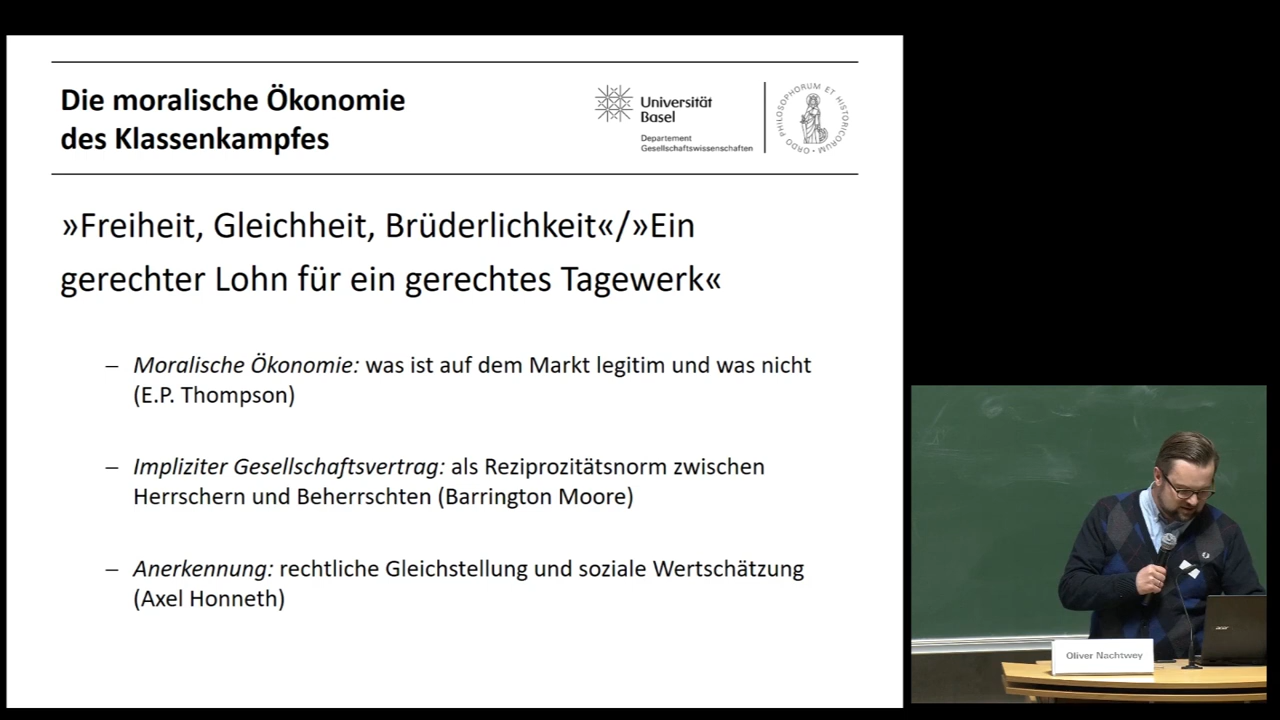 Die moralische Ökonomie
des Klassenkampfes
Universität
Basel
Departement
Gesellschaftswissenschaften
ORDO PHILOSOPHORUM ET HISTORICORUM
»Freiheit, Gleichheit, Brüderlichkeit«/»Ein
gerechter Lohn für ein gerechtes Tagewerk«
– Moralische Ökonomie: was ist auf dem Markt legitim und was nicht
(E.P. Thompson)
– Impliziter Gesellschaftsvertrag: als Reziprozitätsnorm zwischen
Herrschern und Beherrschten (Barrington Moore)
– Anerkennung: rechtliche Gleichstellung und soziale Wertschätzung
(Axel Honneth)
Oliver Nachtwey
acer